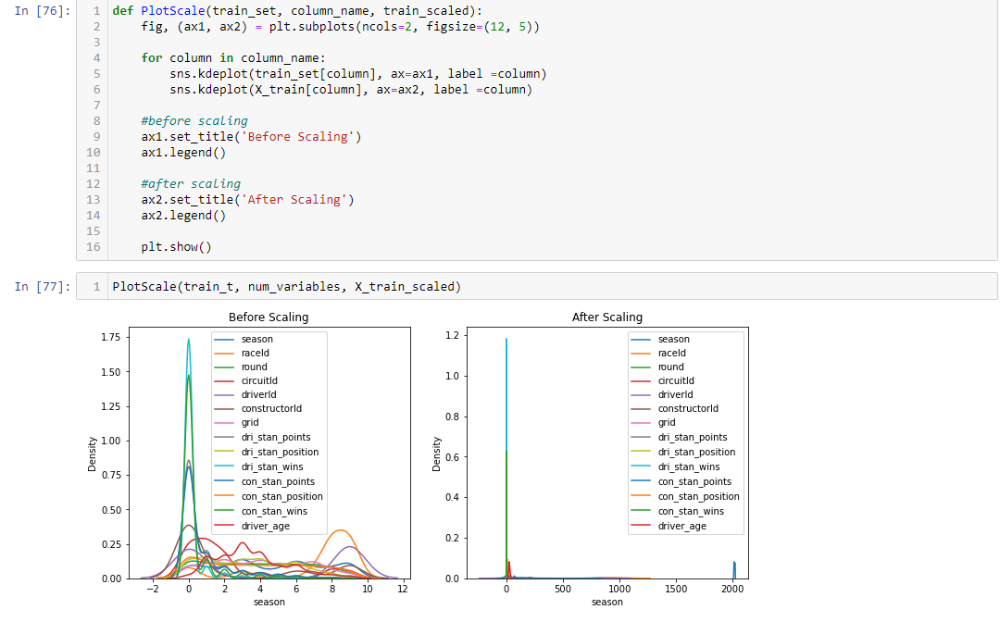 In [76]:
1 def PlotScale(train_set, column_name, train_scaled):
2 fig, (ax1, ax2) = plt.subplots(ncols=2, figsize=(12, 5))
3
4 for column in column_name:
5 sns.kdeplot(train_set[column], ax=ax1, label =column)
6 sns.kdeplot(X_train[column], ax=ax2, label =column)
7
8 #before scaling
9 ax1.set_title('Before Scaling')
10 ax1.legend()
11
12 #after scaling
13 ax2.set_title('After Scaling')
14 ax2.legend()
15
16 plt.show()
In [77]:
1 PlotScale(train_t, num_variables, X_train_scaled)
Before Scaling
1.75
1.50
1.25
1.00
0.75
0.50
0.25
0.00
Density
season
raceId
round
circuitId
driverId
constructorId
grid
dri_stan_points
dri_stan_position
dri_stan_wins
con_stan_points
con_stan_position
con_stan_wins
driver_age
−2 0 2 4 6 8 10 12
season
After Scaling
1.2
1.0
0.8
0.6
0.4
0.2
0.0
Density
season
raceId
round
circuitId
driverId
constructorId
grid
dri_stan_points
dri_stan_position
dri_stan_wins
con_stan_points
con_stan_position
con_stan_wins
driver_age
0 500 1000 1500 2000
season